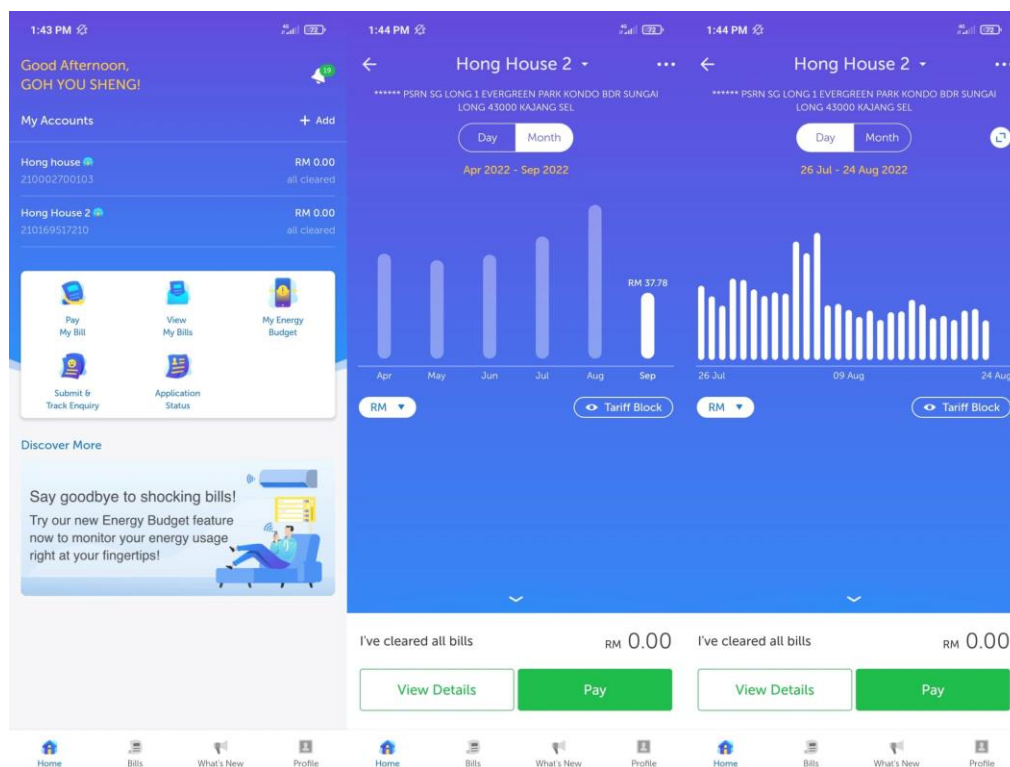 1:43 PM
4G
72
Good Afternoon,
GOH YOU SHENG!
19
My Accounts
+ Add
Hong house
RM 0.00
210002700103
all cleared
Hong House 2
RM 0.00
210169517210
all cleared
Pay
My Bill
View
My Bills
My Energy
Budget
Submit &
Track Enquiry
Application
Status
Discover More
Say goodbye to shocking bills!
Try our new Energy Budget feature
now to monitor your energy usage
right at your fingertips!
Home
Bills
What's New
Profile
1:44 PM
4G
72
Hong House 2
****** PSRN SG LONG 1 EVERGREEN PARK KONDO BDR SUNGAI
LONG 43000 KAJANG SEL
Day
Month
Apr 2022 - Sep 2022
RM 37.78
Apr
May
Jun
Jul
Aug
Sep
RM
Tariff Block
I've cleared all bills
RM 0.00
View Details
Pay
Home
Bills
What's New
Profile
1:44 PM
4G
72
Hong House 2
****** PSRN SG LONG 1 EVERGREEN PARK KONDO BDR SUNGAI
LONG 43000 KAJANG SEL
Day
Month
26 Jul - 24 Aug 2022
26 Jul
09 Aug
24 Aug
RM
Tariff Block
I've cleared all bills
RM 0.00
View Details
Pay
Home
Bills
What's New
Profile